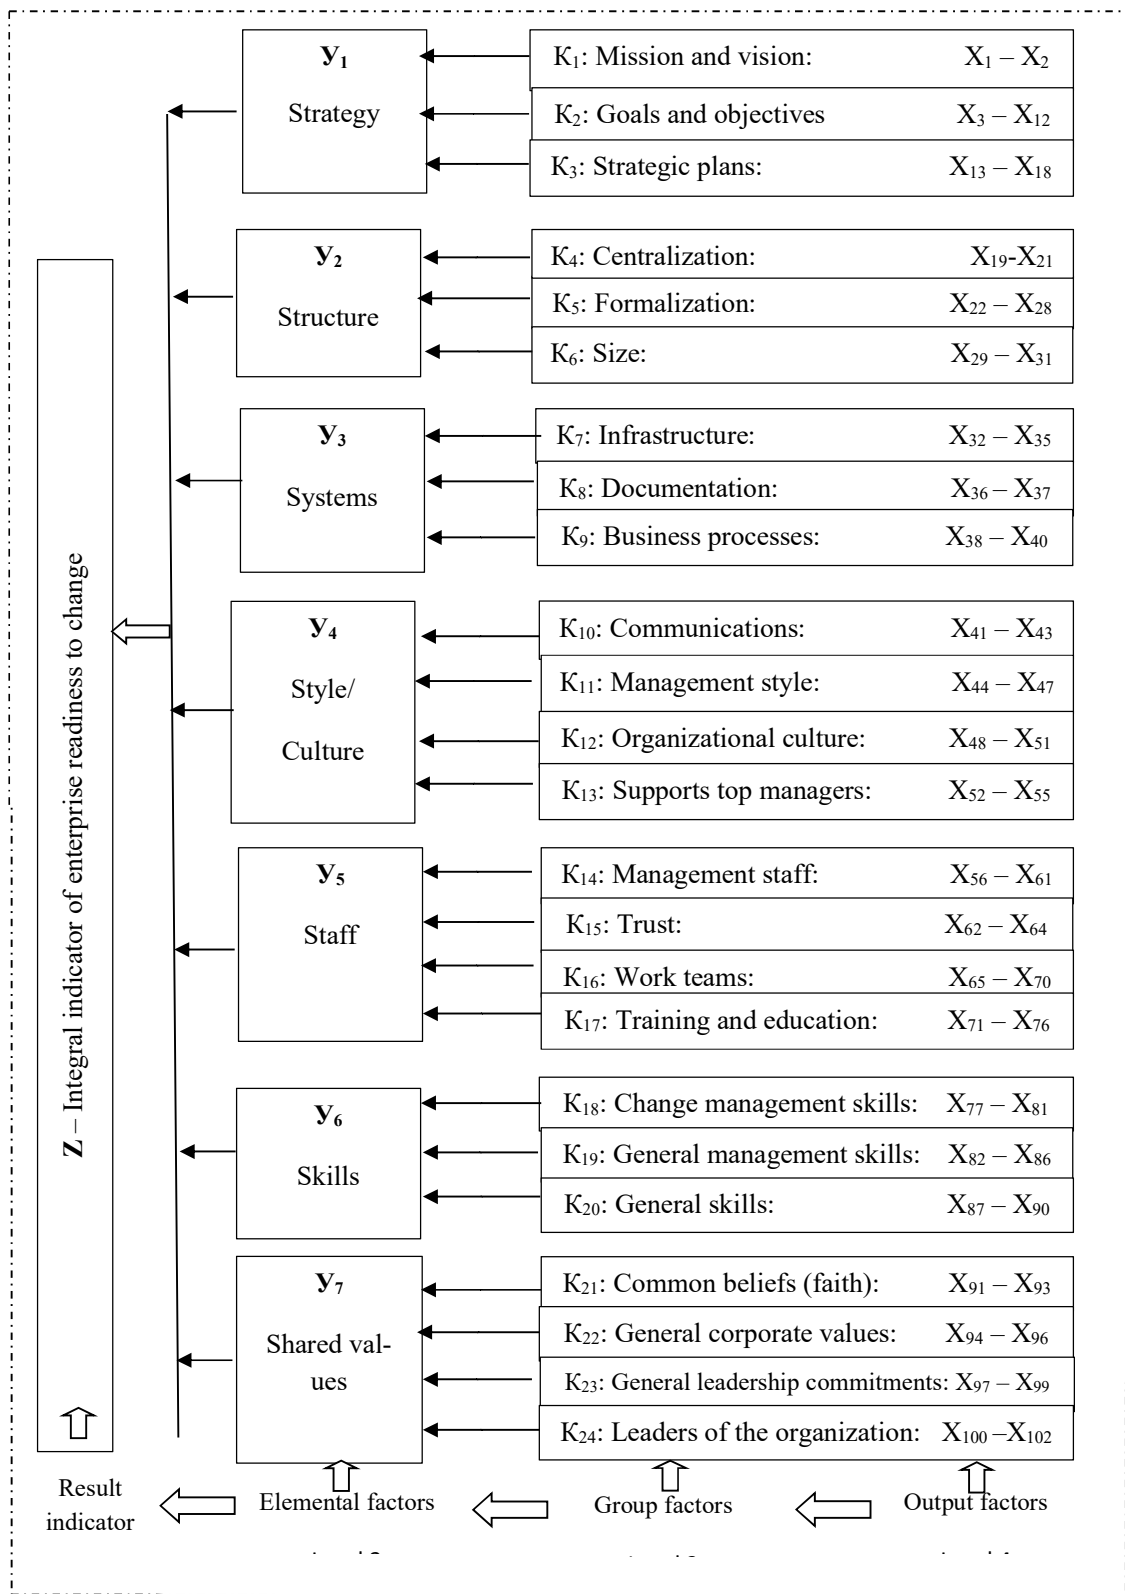 У₁
Strategy
К₁: Mission and vision: X₁ – X₂
К₂: Goals and objectives X₃ – X₁₂
К₃: Strategic plans: X₁₃ – X₁₈
У₂
Structure
К₄: Centralization: X₁₉-X₂₁
К₅: Formalization: X₂₂ – X₂₈
К₆: Size: X₂₉ – X₃₁
У₃
Systems
К₇: Infrastructure: X₃₂ – X₃₅
К₈: Documentation: X₃₆ – X₃₇
К₉: Business processes: X₃₈ – X₄₀
У₄
Style/
Culture
К₁₀: Communications: X₄₁ – X₄₃
К₁₁: Management style: X₄₄ – X₄₇
К₁₂: Organizational culture: X₄₈ – X₅₁
К₁₃: Supports top managers: X₅₂ – X₅₅
У₅
Staff
К₁₄: Management staff: X₅₆ – X₆₁
К₁₅: Trust: X₆₂ – X₆₄
К₁₆: Work teams: X₆₅ – X₇₀
К₁₇: Training and education: X₇₁ – X₇₆
У₆
Skills
К₁₈: Change management skills: X₇₇ – X₈₁
К₁₉: General management skills: X₈₂ – X₈₆
К₂₀: General skills: X₈₇ – X₉₀
У₇
Shared val-
ues
К₂₁: Common beliefs (faith): X₉₁ – X₉₃
К₂₂: General corporate values: X₉₄ – X₉₆
К₂₃: General leadership commitments: X₉₇ – X₉₉
К₂₄: Leaders of the organization: X₁₀₀ –X₁₀₂
Z – Integral indicator of enterprise readiness to change
Result
indicator
Elemental factors
Group factors
Output factors